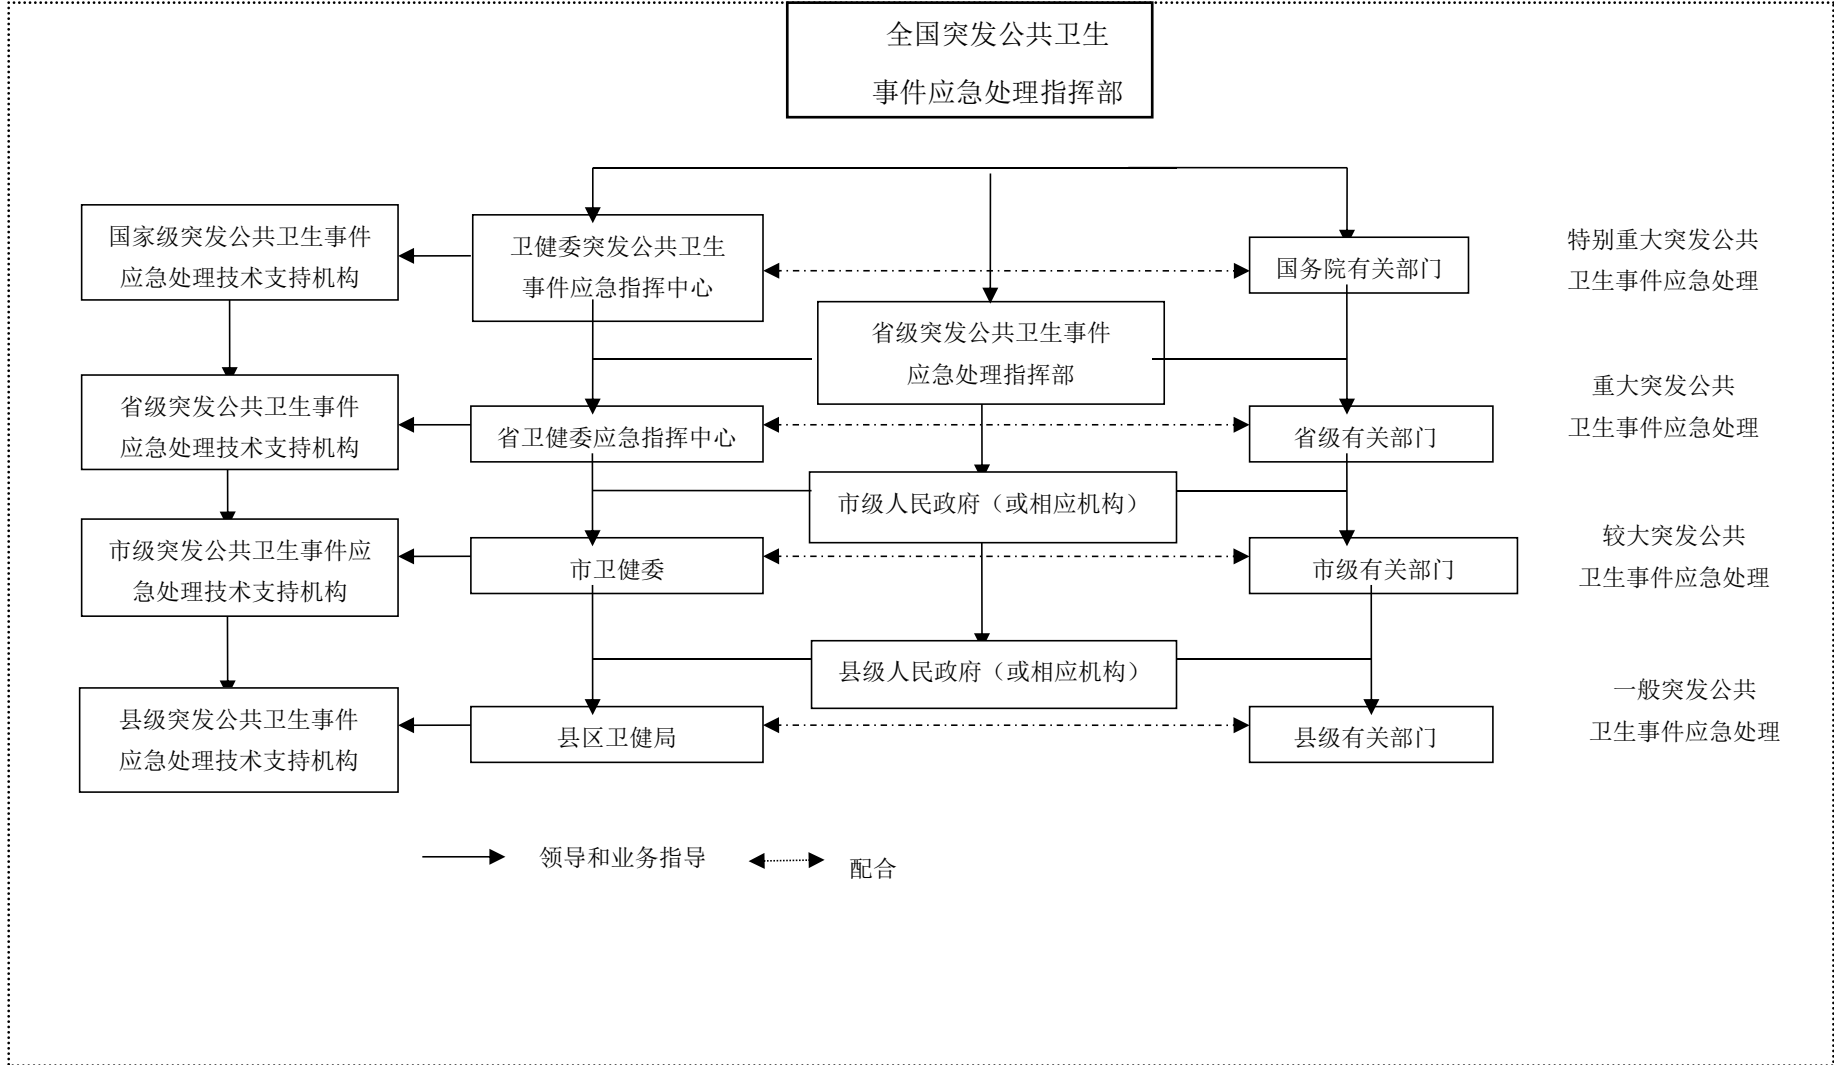 全国突发公共卫生
事件应急处理指挥部
国家级突发公共卫生事件
应急处理技术支持机构
卫健委突发公共卫生
事件应急指挥中心
国务院有关部门
特别重大突发公共
卫生事件应急处理
省级突发公共卫生事件
应急处理指挥部
省级突发公共卫生事件
应急处理技术支持机构
省卫健委应急指挥中心
省级有关部门
重大突发公共
卫生事件应急处理
市级人民政府（或相应机构）
市级突发公共卫生事件应
急处理技术支持机构
市卫健委
市级有关部门
较大突发公共
卫生事件应急处理
县级人民政府（或相应机构）
县级突发公共卫生事件
应急处理技术支持机构
县区卫健局
县级有关部门
一般突发公共
卫生事件应急处理
领导和业务指导
配合